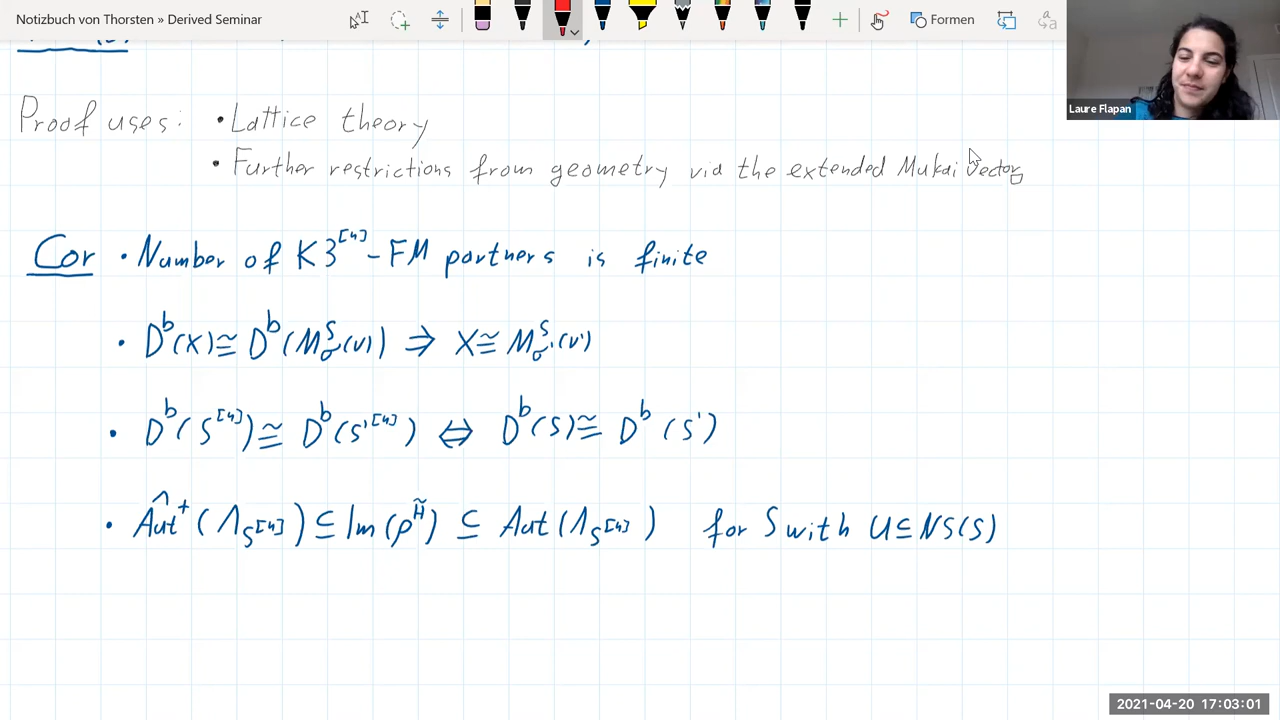 Notizbuch von Thorsten » Derived Seminar
Formen
Laure Flapan
Proof uses: • Lattice theory
• Further restrictions from geometry via the extended Mukai Vector □
Cor • Number of K3^[n] - FM partners is finite
• D^b(X) ≅ D^b(M_σ^S(v)) ⇒ X ≅ M_σ'^S(v')
• D^b(S^[n]) ≅ D^b(S'^[n]) ⇔ D^b(S) ≅ D^b(S')
• Âut⁺(Λ_S^[n]) ⊆ Im(ρ^H̃) ⊆ Aut(Λ_S^[n]) for S with U ⊆ NS(S)
2021-04-20 17:03:01